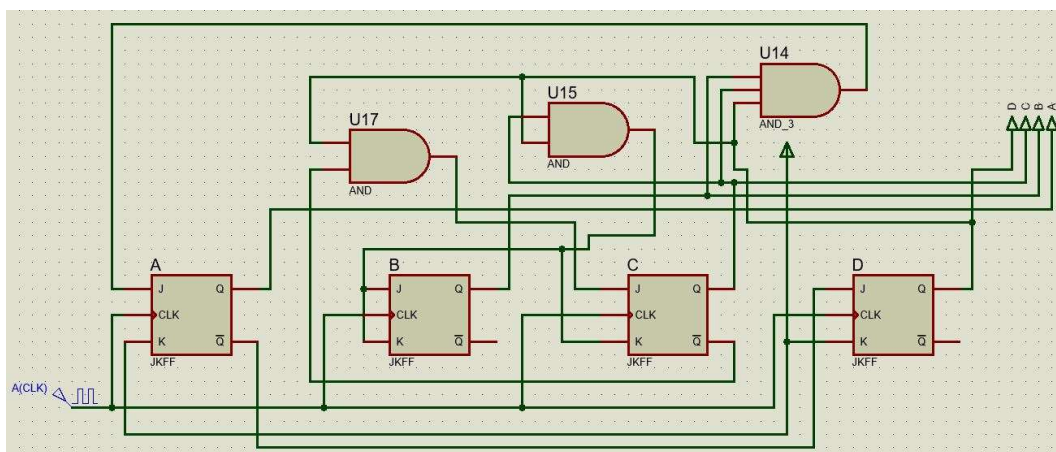 U14
U15
U17
AND_3
AND
AND
D
C
B
A
A
J
Q
CLK
K
Q
JKFF
B
J
Q
CLK
K
Q
JKFF
C
J
Q
CLK
K
Q
JKFF
D
J
Q
CLK
K
Q
JKFF
A(CLK)